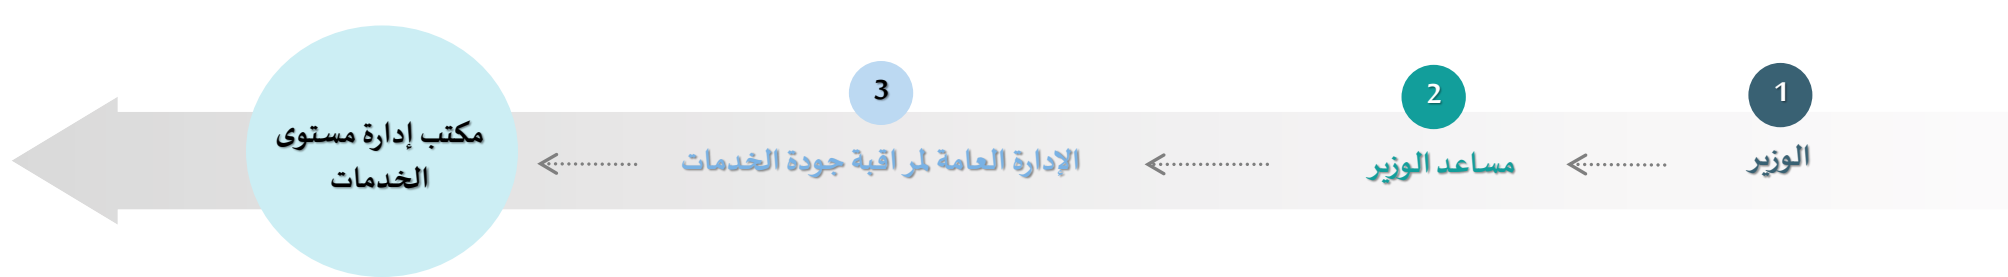 1
الوزير
2
مساعد الوزير
3
الإدارة العامة لمراقبة جودة الخدمات
مكتب إدارة مستوى
الخدمات